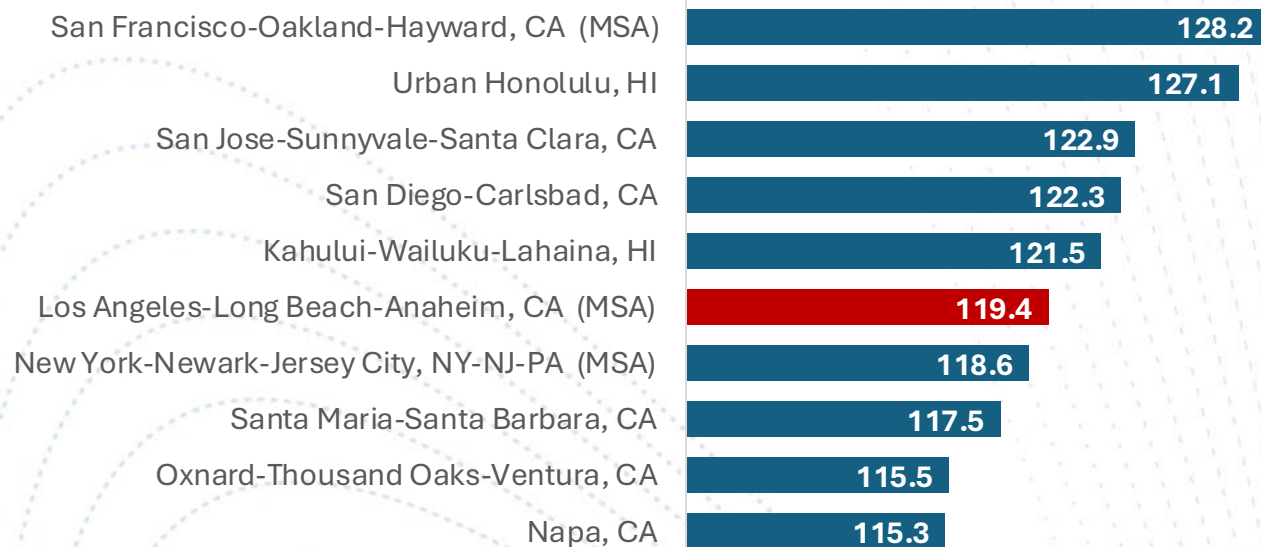 San Francisco-Oakland-Hayward, CA (MSA) 128.2
Urban Honolulu, HI 127.1
San Jose-Sunnyvale-Santa Clara, CA 122.9
San Diego-Carlsbad, CA 122.3
Kahului-Wailuku-Lahaina, HI 121.5
Los Angeles-Long Beach-Anaheim, CA (MSA) 119.4
New York-Newark-Jersey City, NY-NJ-PA (MSA) 118.6
Santa Maria-Santa Barbara, CA 117.5
Oxnard-Thousand Oaks-Ventura, CA 115.5
Napa, CA 115.3